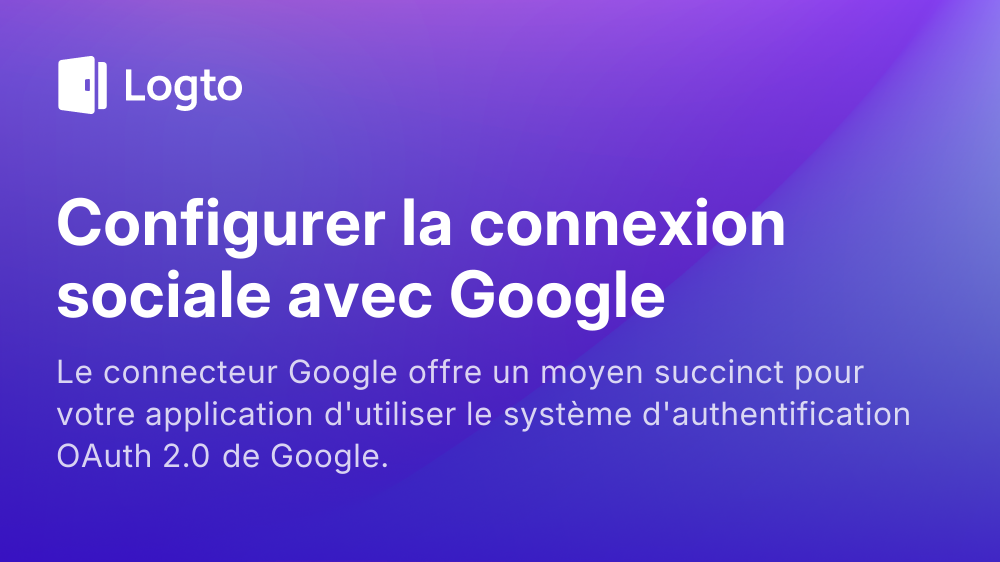 Logto
Configurer la connexion
sociale avec Google
Le connecteur Google offre un moyen succinct pour
votre application d'utiliser le système d'authentification
OAuth 2.0 de Google.